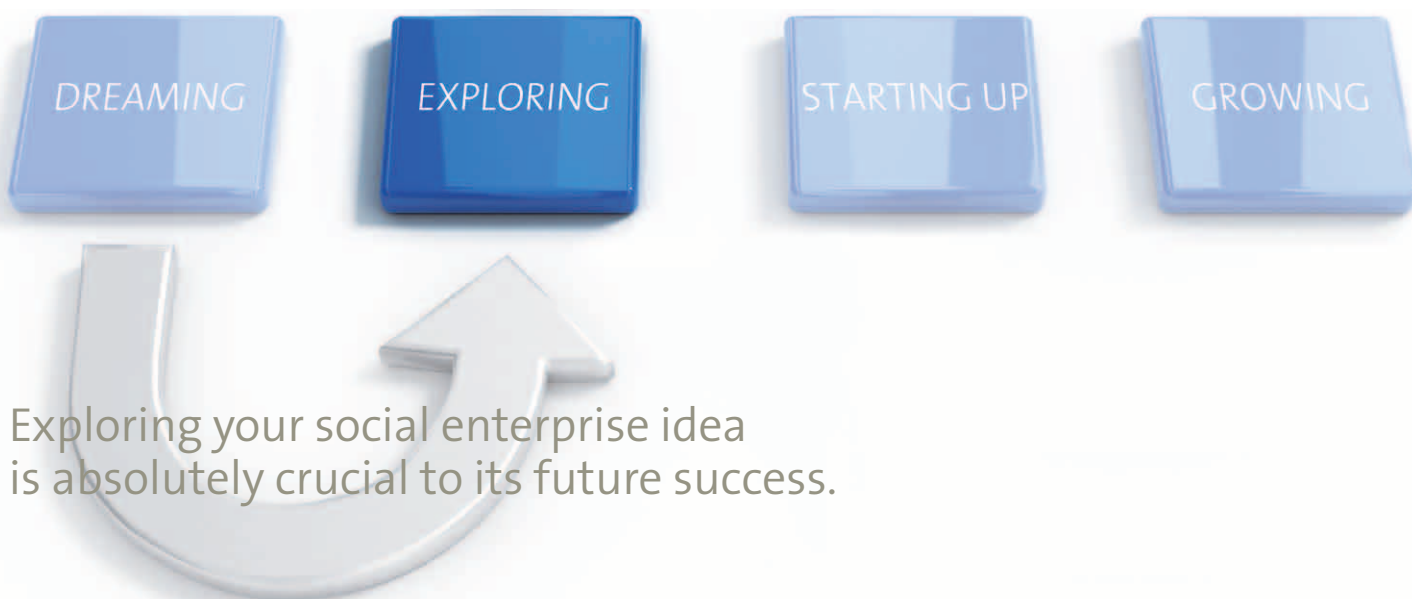 DREAMING
EXPLORING
STARTING UP
GROWING
Exploring your social enterprise idea
is absolutely crucial to its future success.